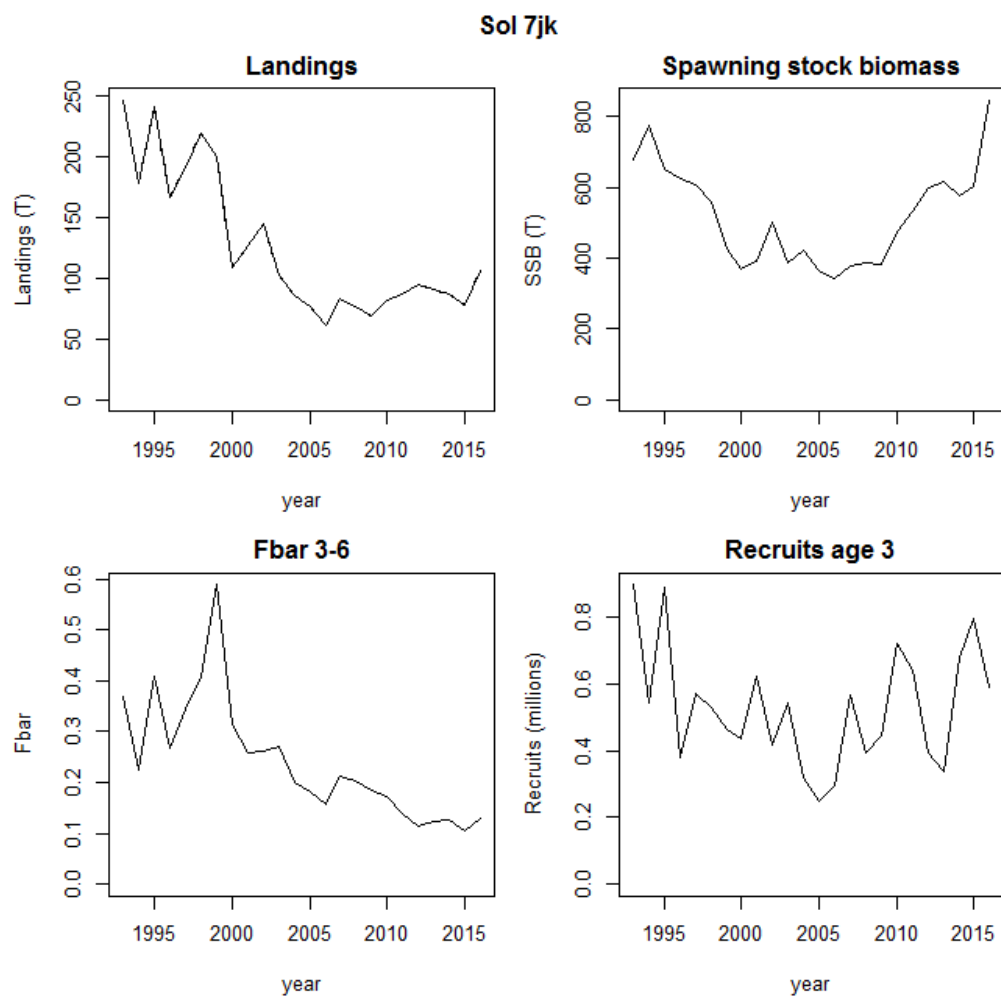 Sol 7jk
Landings
Landings (T)
250
200
150
100
50
0
1995 2000 2005 2010 2015
year
Spawning stock biomass
SSB (T)
800
600
400
200
0
1995 2000 2005 2010 2015
year
Fbar 3-6
Fbar
0.6
0.5
0.4
0.3
0.2
0.1
0.0
1995 2000 2005 2010 2015
year
Recruits age 3
Recruits (millions)
0.8
0.6
0.4
0.2
0.0
1995 2000 2005 2010 2015
year